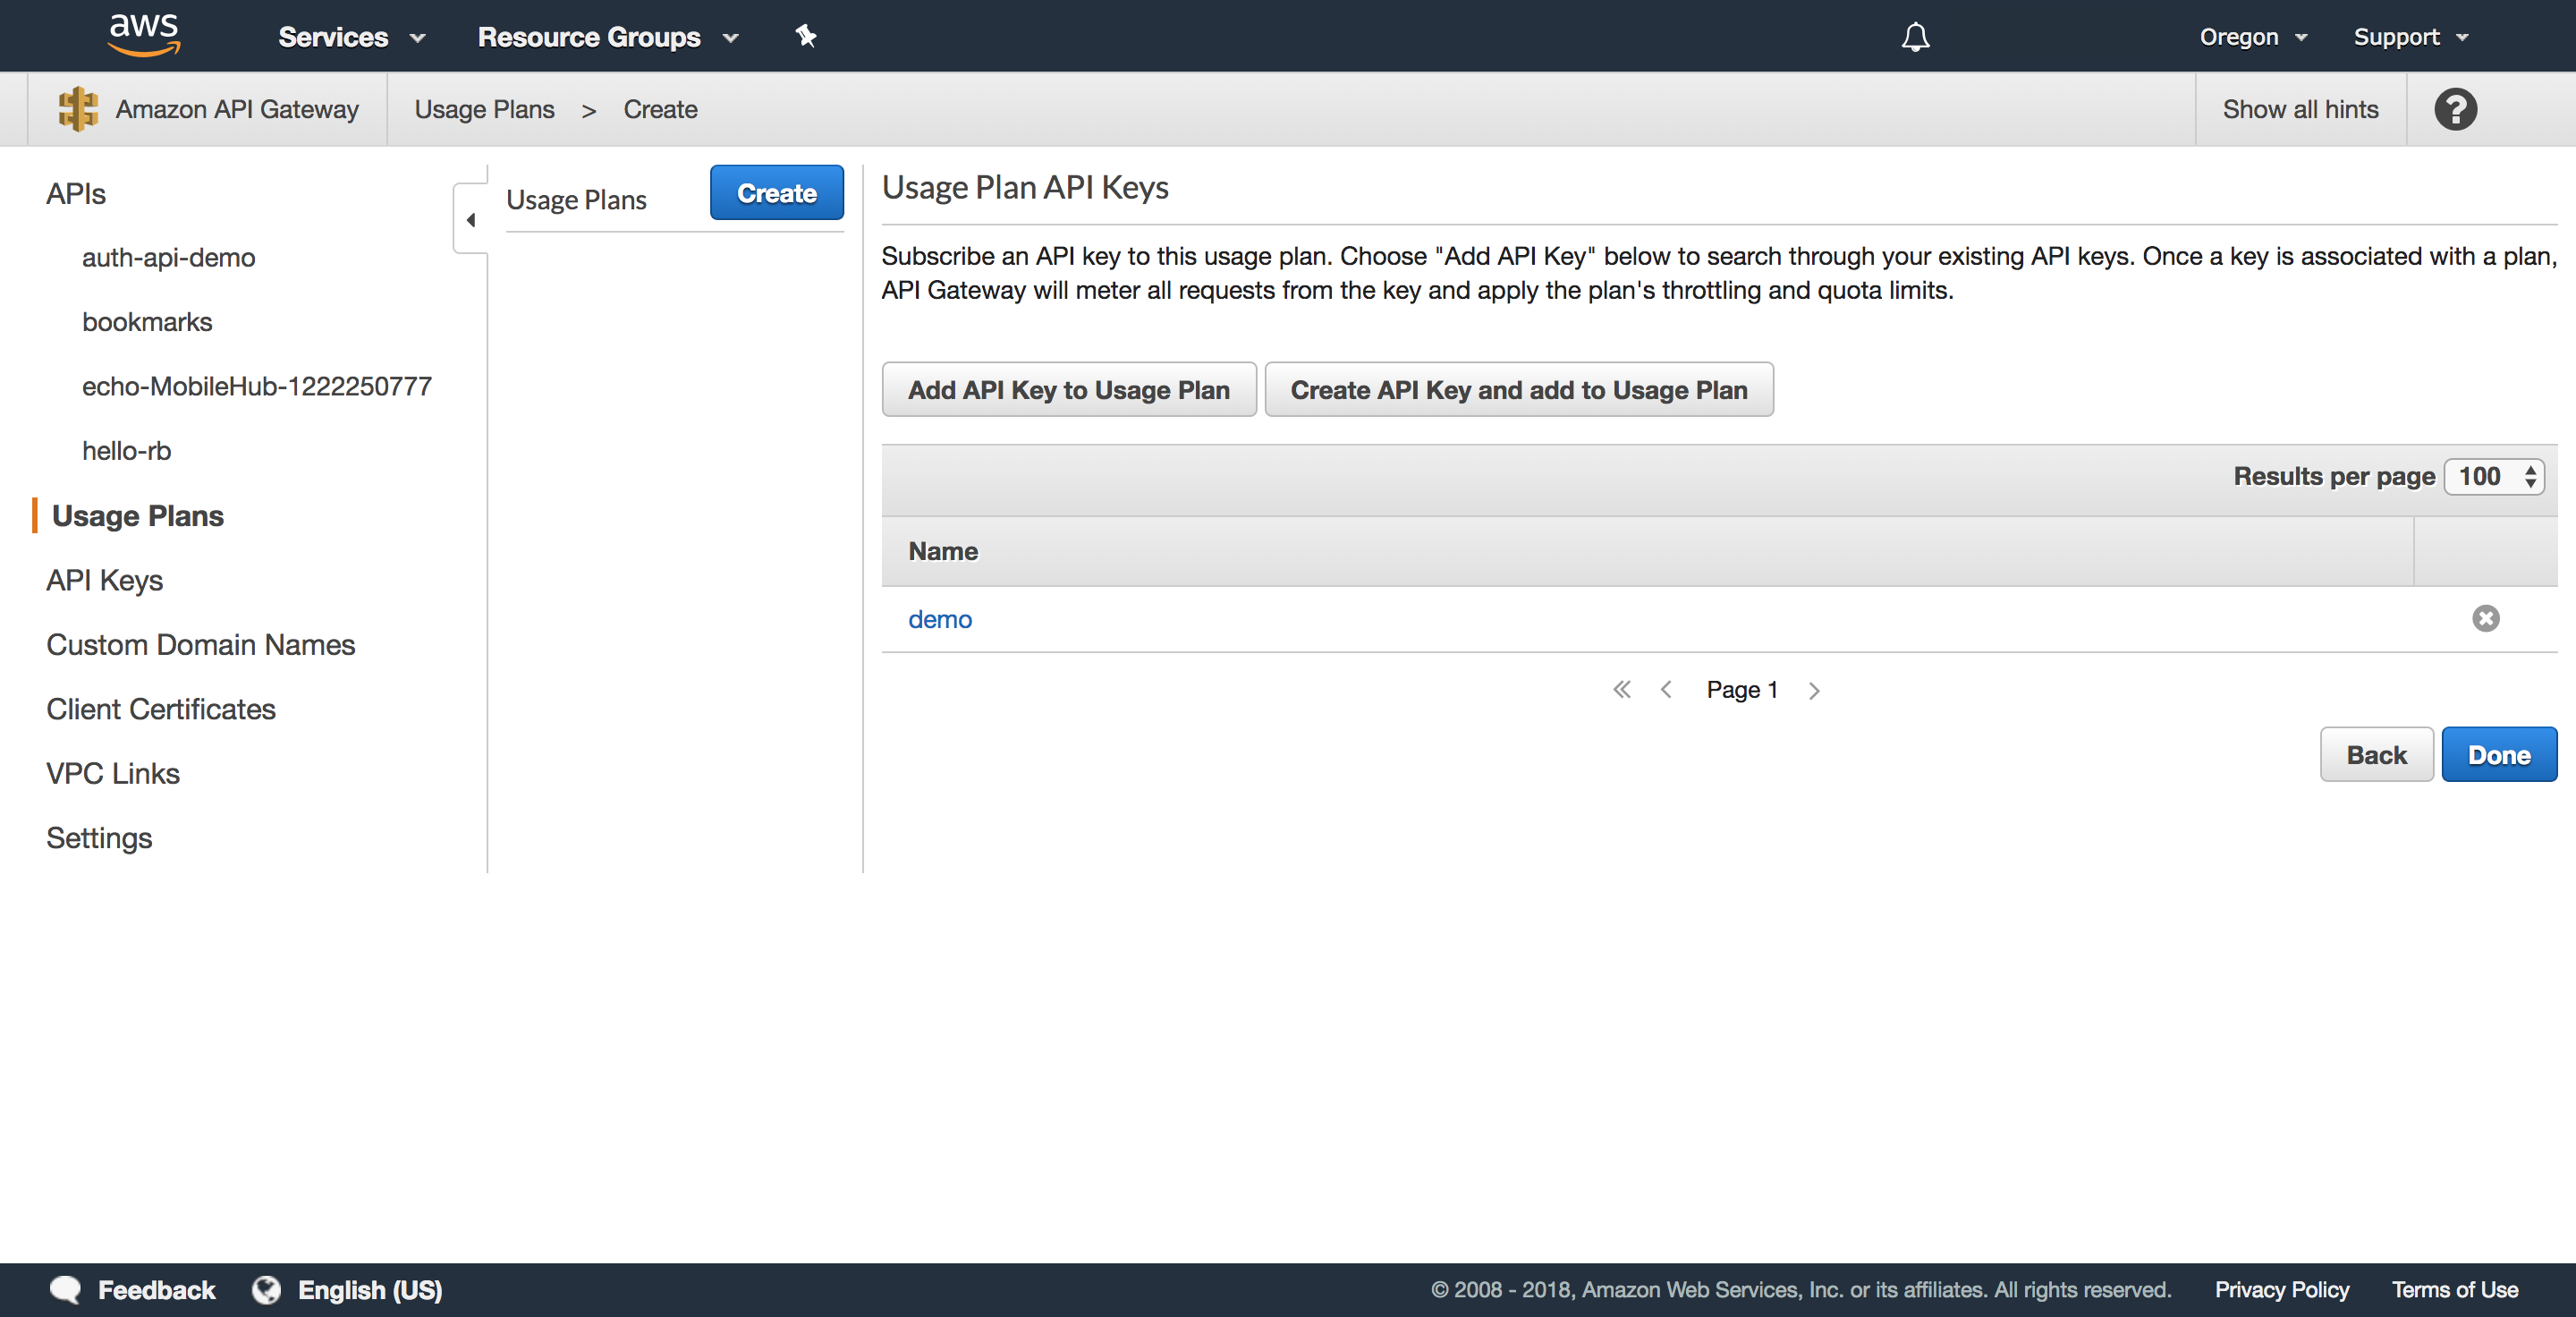 aws
Services
Resource Groups
Oregon
Support
Amazon API Gateway
Usage Plans > Create
Show all hints
?
APIs
auth-api-demo
bookmarks
echo-MobileHub-1222250777
hello-rb
Usage Plans
API Keys
Custom Domain Names
Client Certificates
VPC Links
Settings
Usage Plans
Create
Usage Plan API Keys
Subscribe an API key to this usage plan. Choose "Add API Key" below to search through your existing API keys. Once a key is associated with a plan,
API Gateway will meter all requests from the key and apply the plan's throttling and quota limits.
Add API Key to Usage Plan
Create API Key and add to Usage Plan
Results per page 100
Name
demo
« < Page 1 >
Back
Done
Feedback
English (US)
© 2008 - 2018, Amazon Web Services, Inc. or its affiliates. All rights reserved.
Privacy Policy
Terms of Use